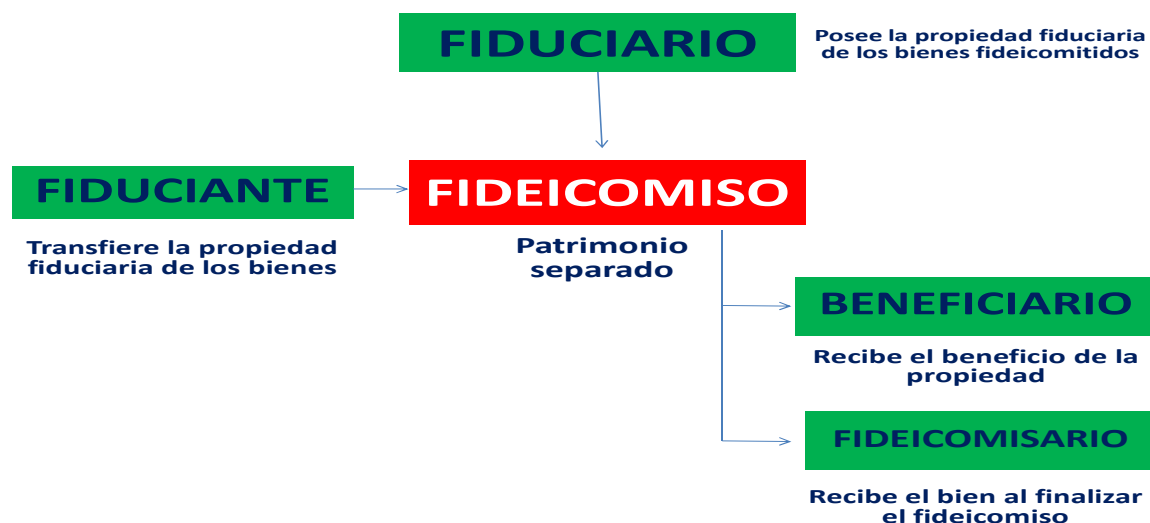 FIDUCIARIO
Posee la propiedad fiduciaria
de los bienes fideicomitidos
FIDUCIANTE
Transfiere la propiedad
fiduciaria de los bienes
FIDEICOMISO
Patrimonio
separado
BENEFICIARIO
Recibe el beneficio de la
propiedad
FIDEICOMISARIO
Recibe el bien al finalizar
el fideicomiso